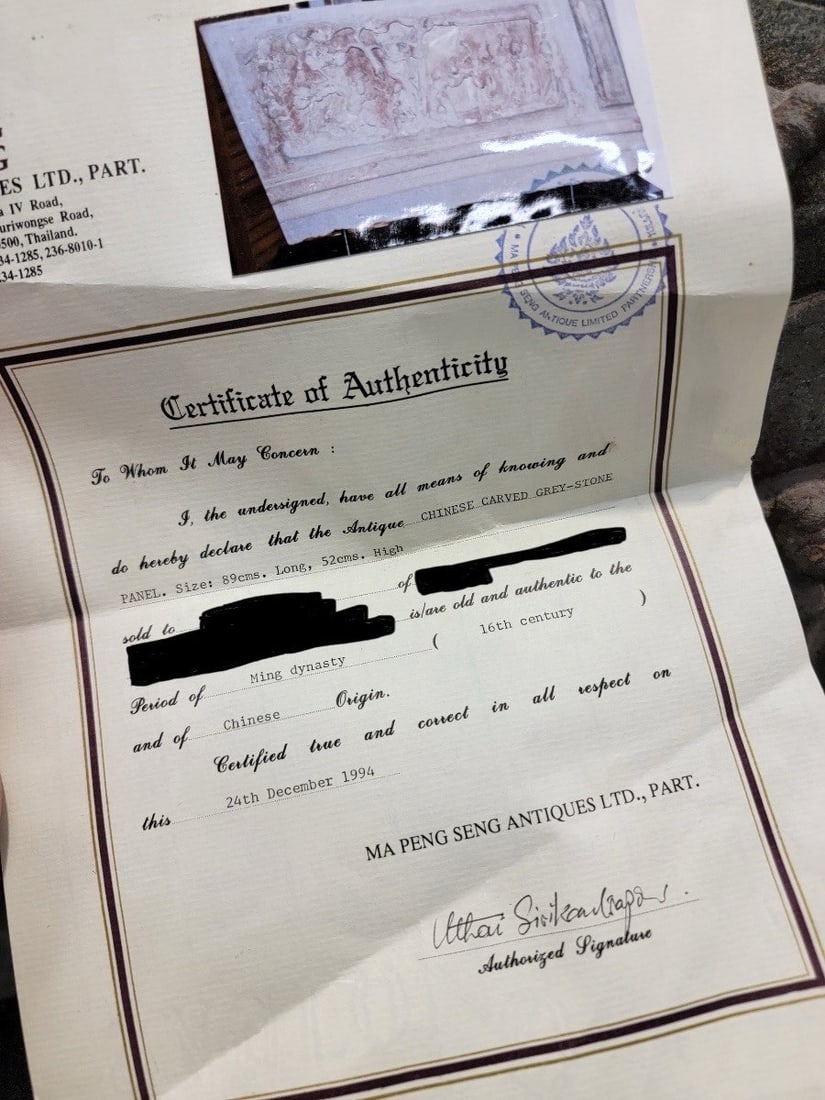 ES LTD., PART.
a IV Road,
uriwongse Road,
500, Thailand.
34-1285, 236-8010-1
34-1285
SENG ANTIQUE LIMITED PARTNERSHIP
Certificate of Authenticity
To Whom It May Concern :
I, the undersigned, have all means of knowing and
do hereby declare that the Antique CHINESE CARVED GREY-STONE
PANEL. Size: 89cms. Long, 52cms. High
sold to of
is/are old and authentic to the
Period of Ming dynasty ( 16th century )
and of Chinese Origin.
Certified true and correct in all respect on
this 24th December 1994
MA PENG SENG ANTIQUES LTD., PART.
Authorized Signature